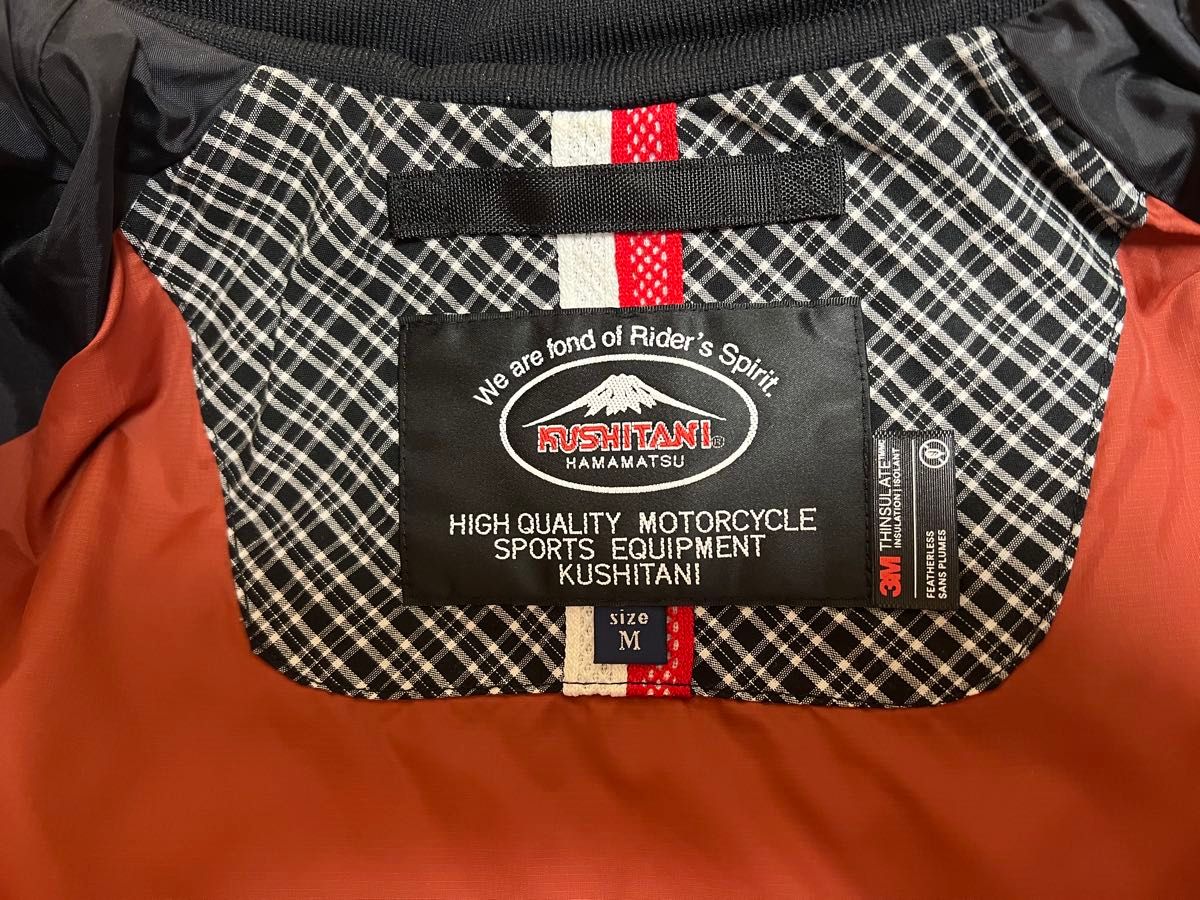 We are fond of Rider's Spirit.
KUSHITANI®
HAMAMATSU
HIGH QUALITY MOTORCYCLE
SPORTS EQUIPMENT
KUSHITANI
size
M
3M THINSULATE™
INSULATION | ISOLANT
FEATHERLESS
SANS PLUMES